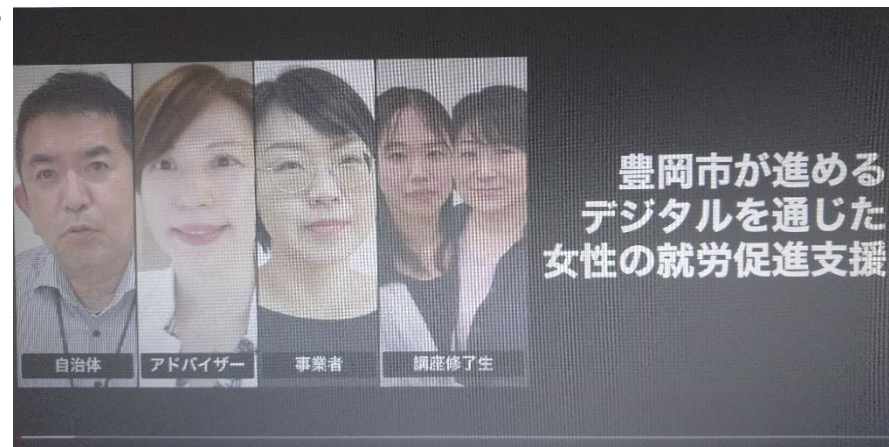 自治体
アドバイザー
事業者
講座修了生
豊岡市が進める
デジタルを通じた
女性の就労促進支援